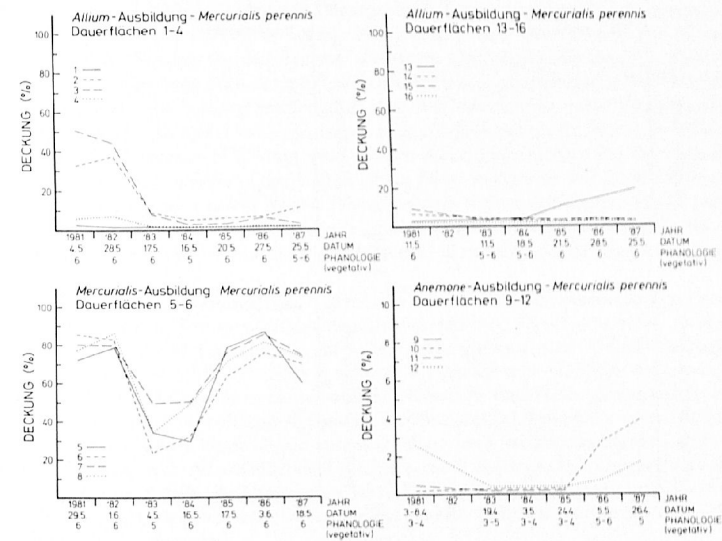 Allium-Ausbildung - Mercurialis perennis
Dauerflächen 1-4
DECKUNG (%)
100
80
60
40
20
1
2
3
4
1981 '82 '83 '84 '85 '86 '87 JAHR
4.5 28.5 17.5 16.5 20.5 27.5 25.5 DATUM
6 6 6 5 6 6 5-6 PHÄNOLOGIE
(vegetativ)
Allium-Ausbildung - Mercurialis perennis
Dauerflächen 13-16
DECKUNG (%)
100
80
60
40
20
13
14
15
16
1981 '82 '83 '84 '85 '86 '87 JAHR
11.5 11.5 18.5 21.5 28.5 25.5 DATUM
6 5-6 5-6 6 6 6 PHÄNOLOGIE
(vegetativ)
Mercurialis-Ausbildung Mercurialis perennis
Dauerflächen 5-6
DECKUNG (%)
100
80
60
40
20
5
6
7
8
1981 '82 '83 '84 '85 '86 '87 JAHR
29.5 1.6 4.5 16.5 17.5 3.6 18.5 DATUM
6 6 5 6 6 6 6 PHÄNOLOGIE
(vegetativ)
Anemone-Ausbildung - Mercurialis perennis
Dauerflächen 9-12
DECKUNG (%)
10
8
6
4
2
9
10
11
12
1981 '82 '83 '84 '85 '86 '87 JAHR
3-8.4 19.4 3.5 24.4 5.5 26.4 DATUM
3-4 3-5 3-4 3-4 5-6 5 PHÄNOLOGIE
(vegetativ)